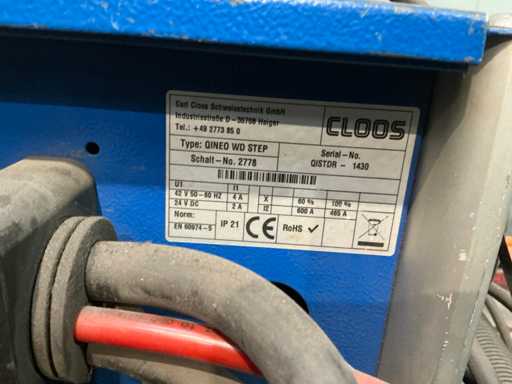 Carl Cloos Schweisstechnik GmbH
Industriestraße D-35708 Haiger
Tel.: +49 2773 85 0
CLOOS
Type: QINEO WD STEP
Schalt-No. 2778
Serial-No.
QISTDR - 1430
U1 I1 X 60% 100%
42 V 50-60 HZ 4 A I2 600 A 465 A
24 V DC 2 A
Norm:
EN 60974-5
IP 21
CE
RoHS ✓